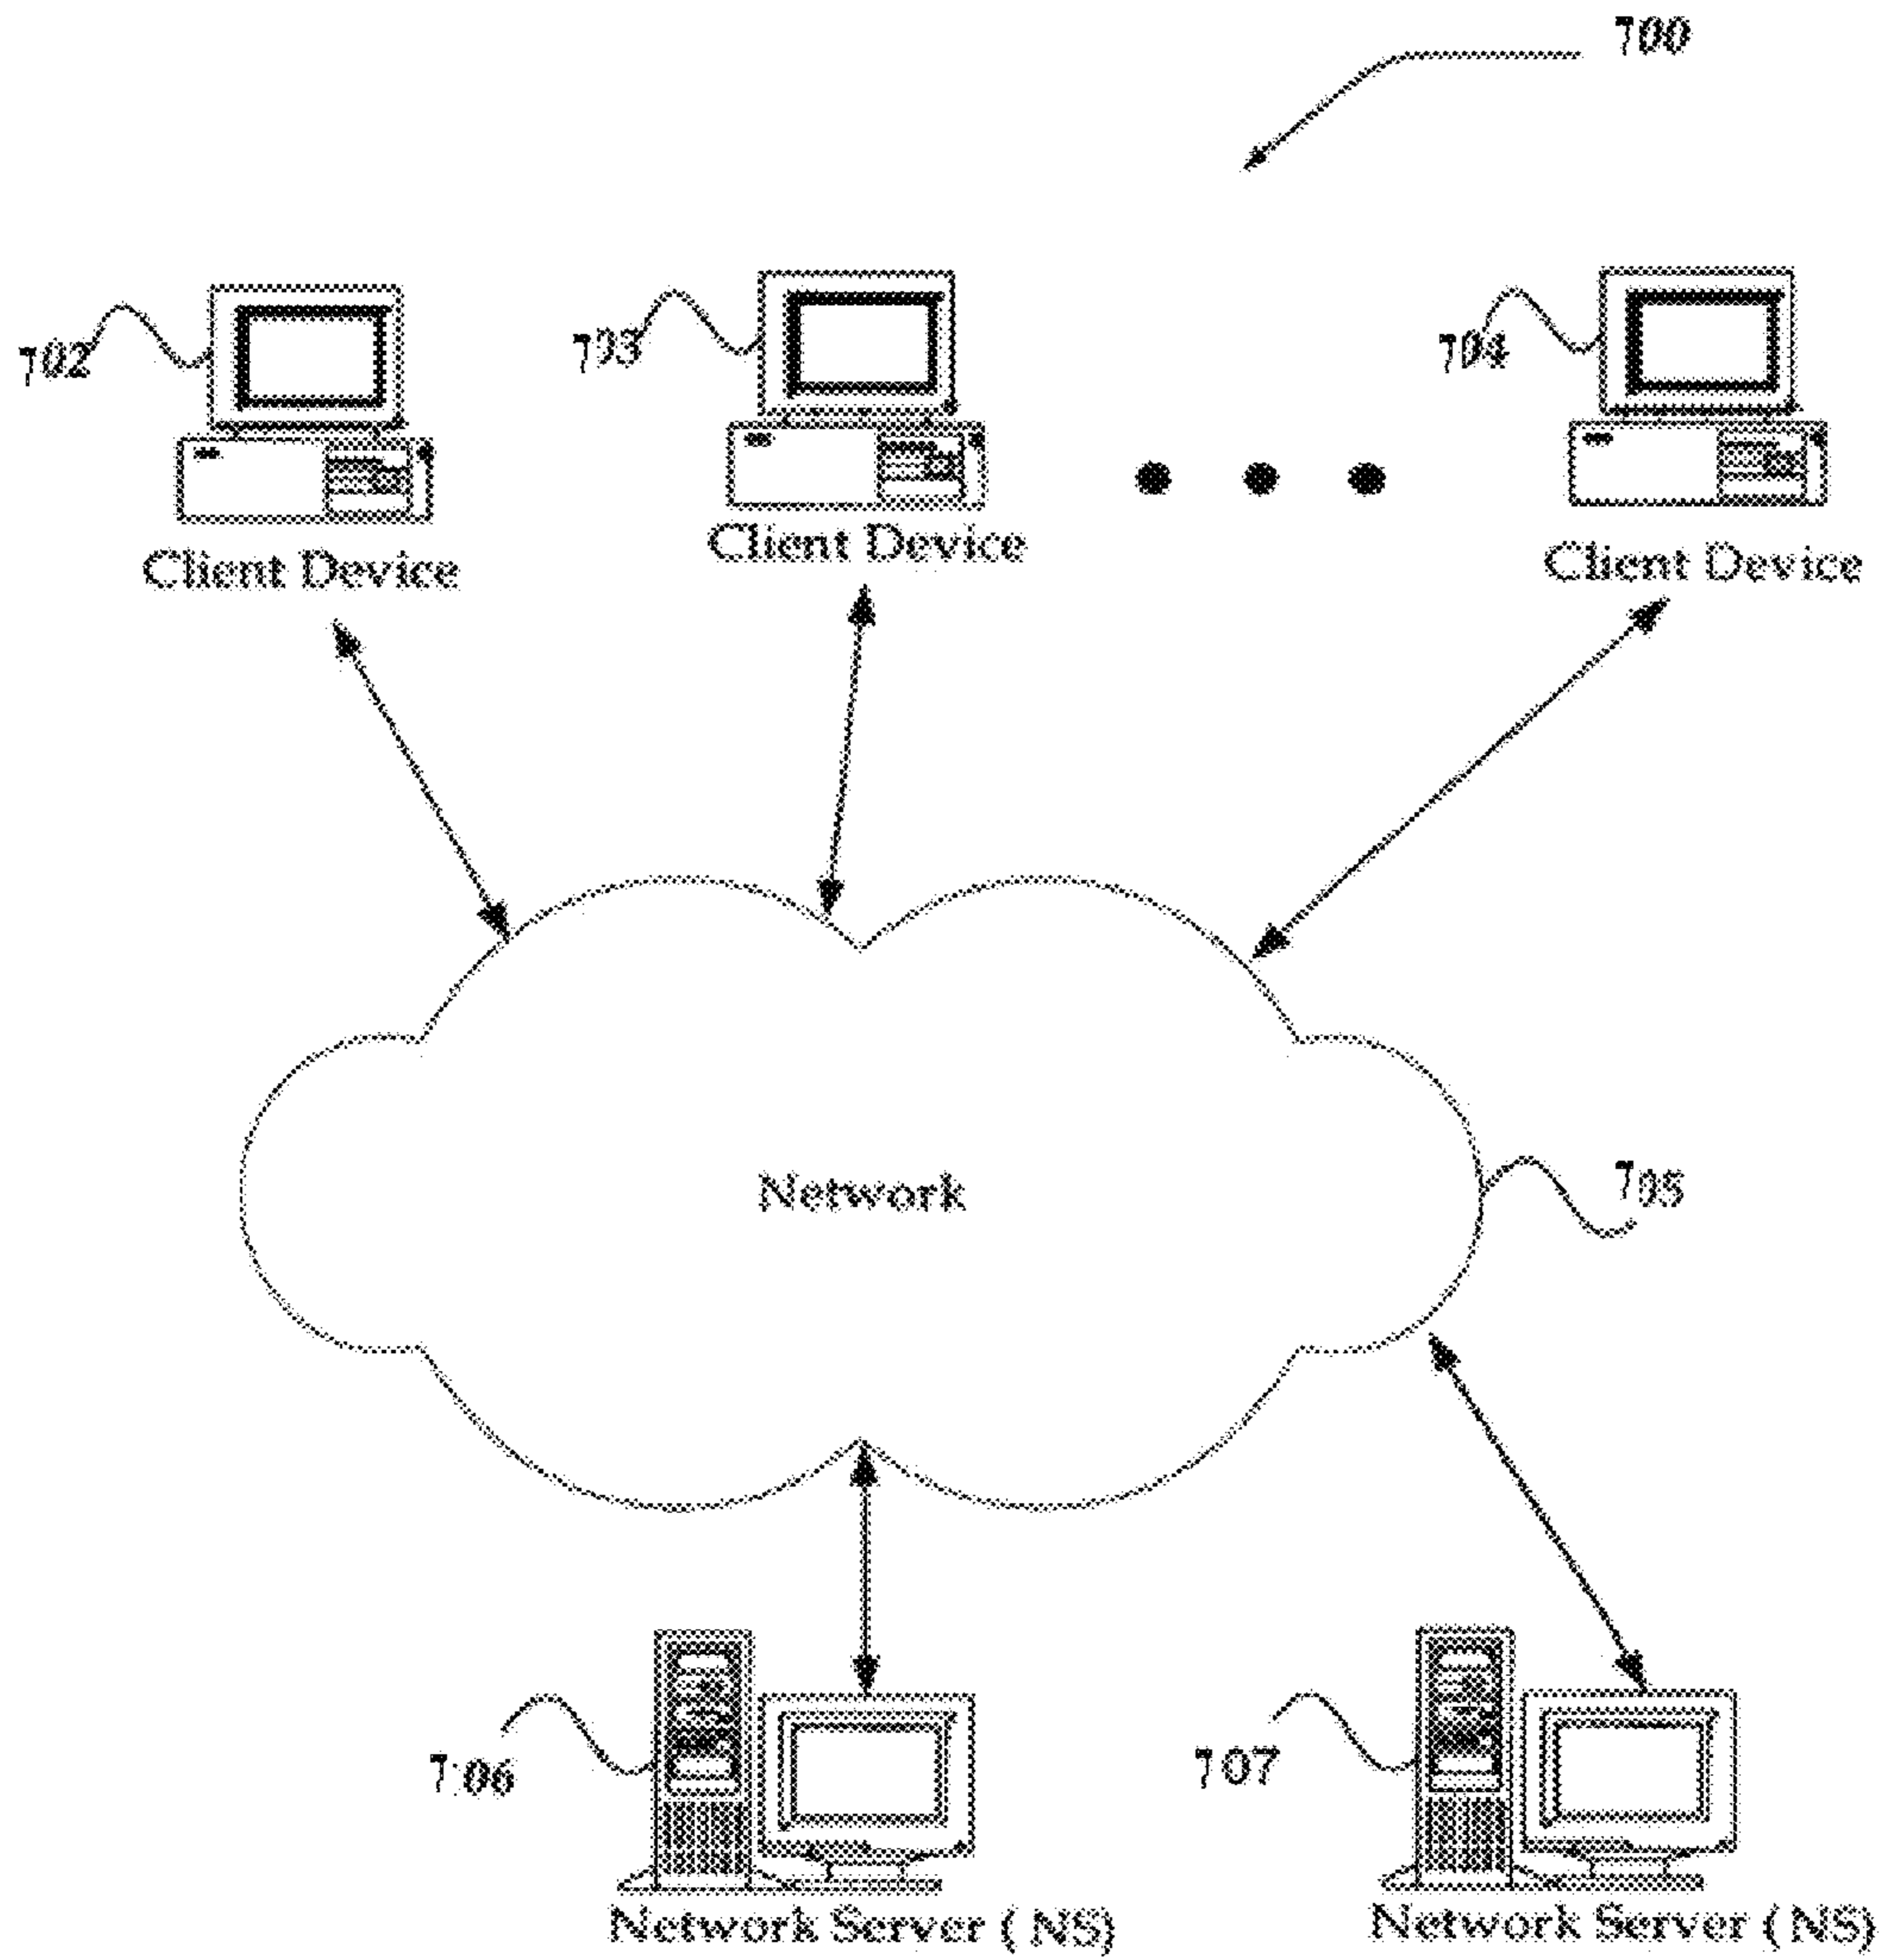 700
702
703
704
Client Device
Client Device
Client Device
Network
705
706
707
Network Server (NS)
Network Server (NS)